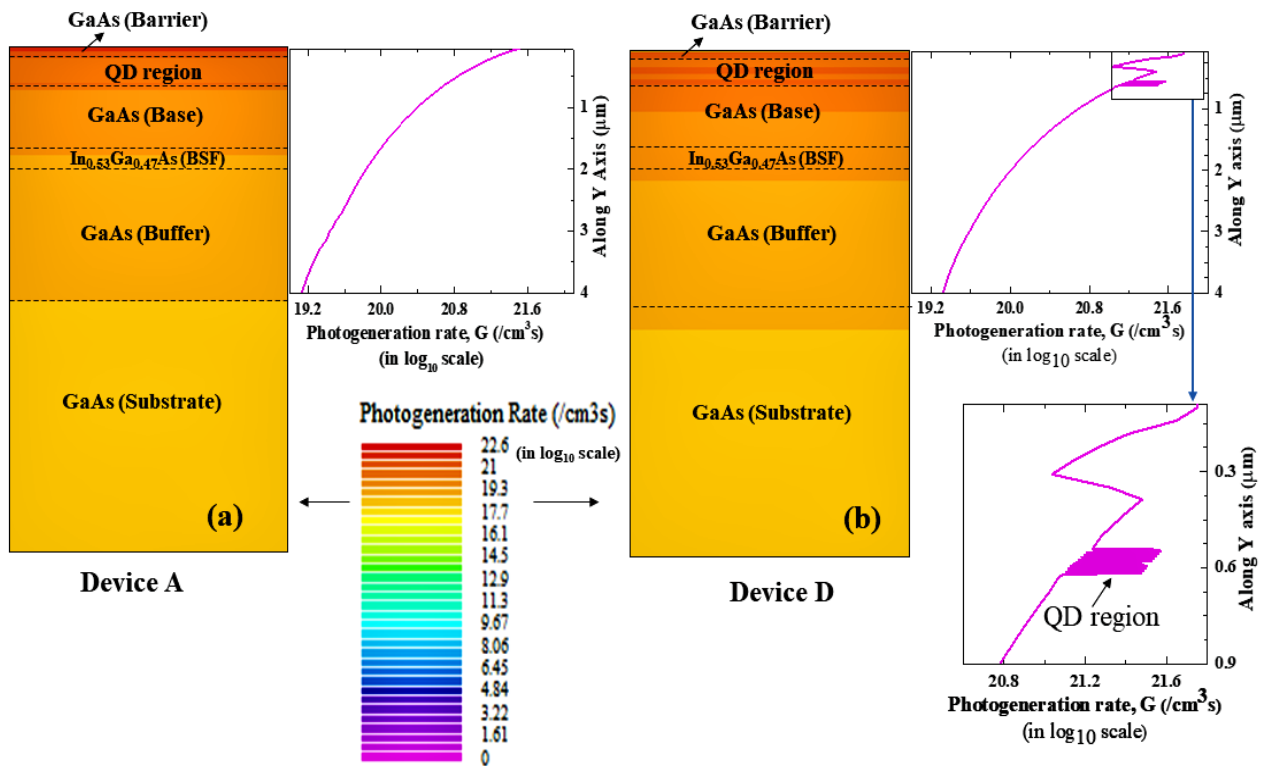 GaAs (Barrier)
QD region
GaAs (Base)
In0.53Ga0.47As (BSF)
GaAs (Buffer)
GaAs (Substrate)
(a)
Device A
1
2
3
4
Along Y Axis (μm)
19.2 20.0 20.8 21.6
Photogeneration rate, G (/cm³s)
(in log10 scale)
Photogeneration Rate (/cm3s)
(in log10 scale)
22.6
21
19.3
17.7
16.1
14.5
12.9
11.3
9.67
8.06
6.45
4.84
3.22
1.61
0
GaAs (Barrier)
QD region
GaAs (Base)
In0.53Ga0.47As (BSF)
GaAs (Buffer)
GaAs (Substrate)
(b)
Device D
1
2
3
4
Along Y axis (μm)
19.2 20.0 20.8 21.6
Photogeneration rate, G (/cm³s)
(in log10 scale)
0.3
0.6
0.9
Along Y axis (μm)
QD region
20.8 21.2 21.6
Photogeneration rate, G (/cm³s)
(in log10 scale)